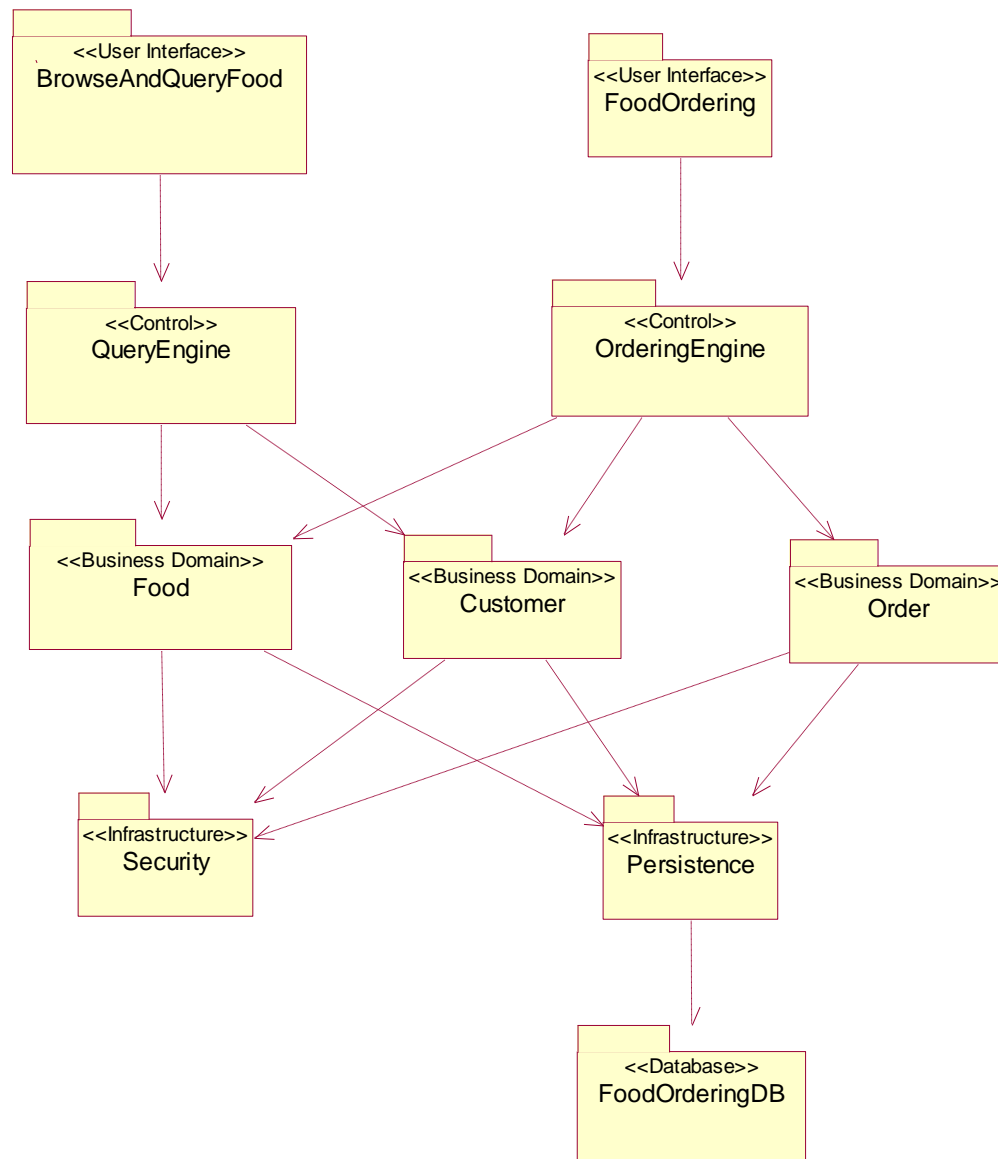 <<User Interface>>
BrowseAndQueryFood
<<User Interface>>
FoodOrdering
<<Control>>
QueryEngine
<<Control>>
OrderingEngine
<<Business Domain>>
Food
<<Business Domain>>
Customer
<<Business Domain>>
Order
<<Infrastructure>>
Security
<<Infrastructure>>
Persistence
<<Database>>
FoodOrderingDB